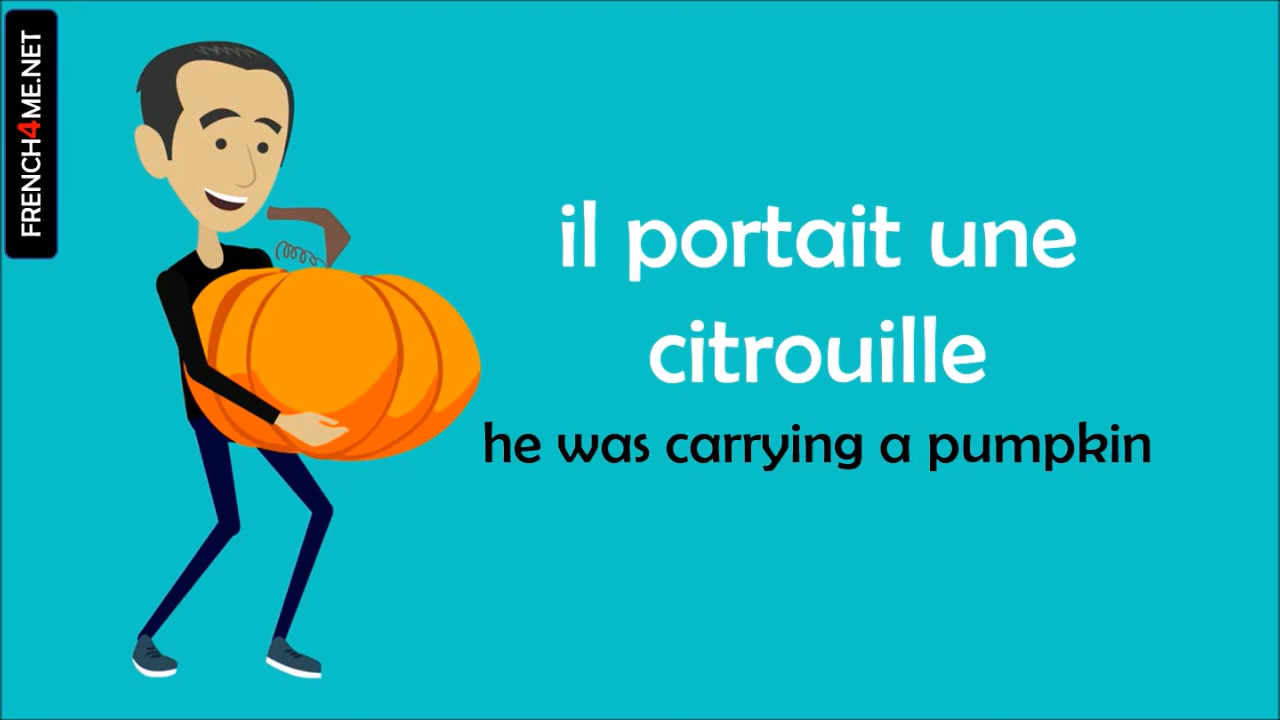 FRENCH4ME.NET
il portait une
citrouille
he was carrying a pumpkin